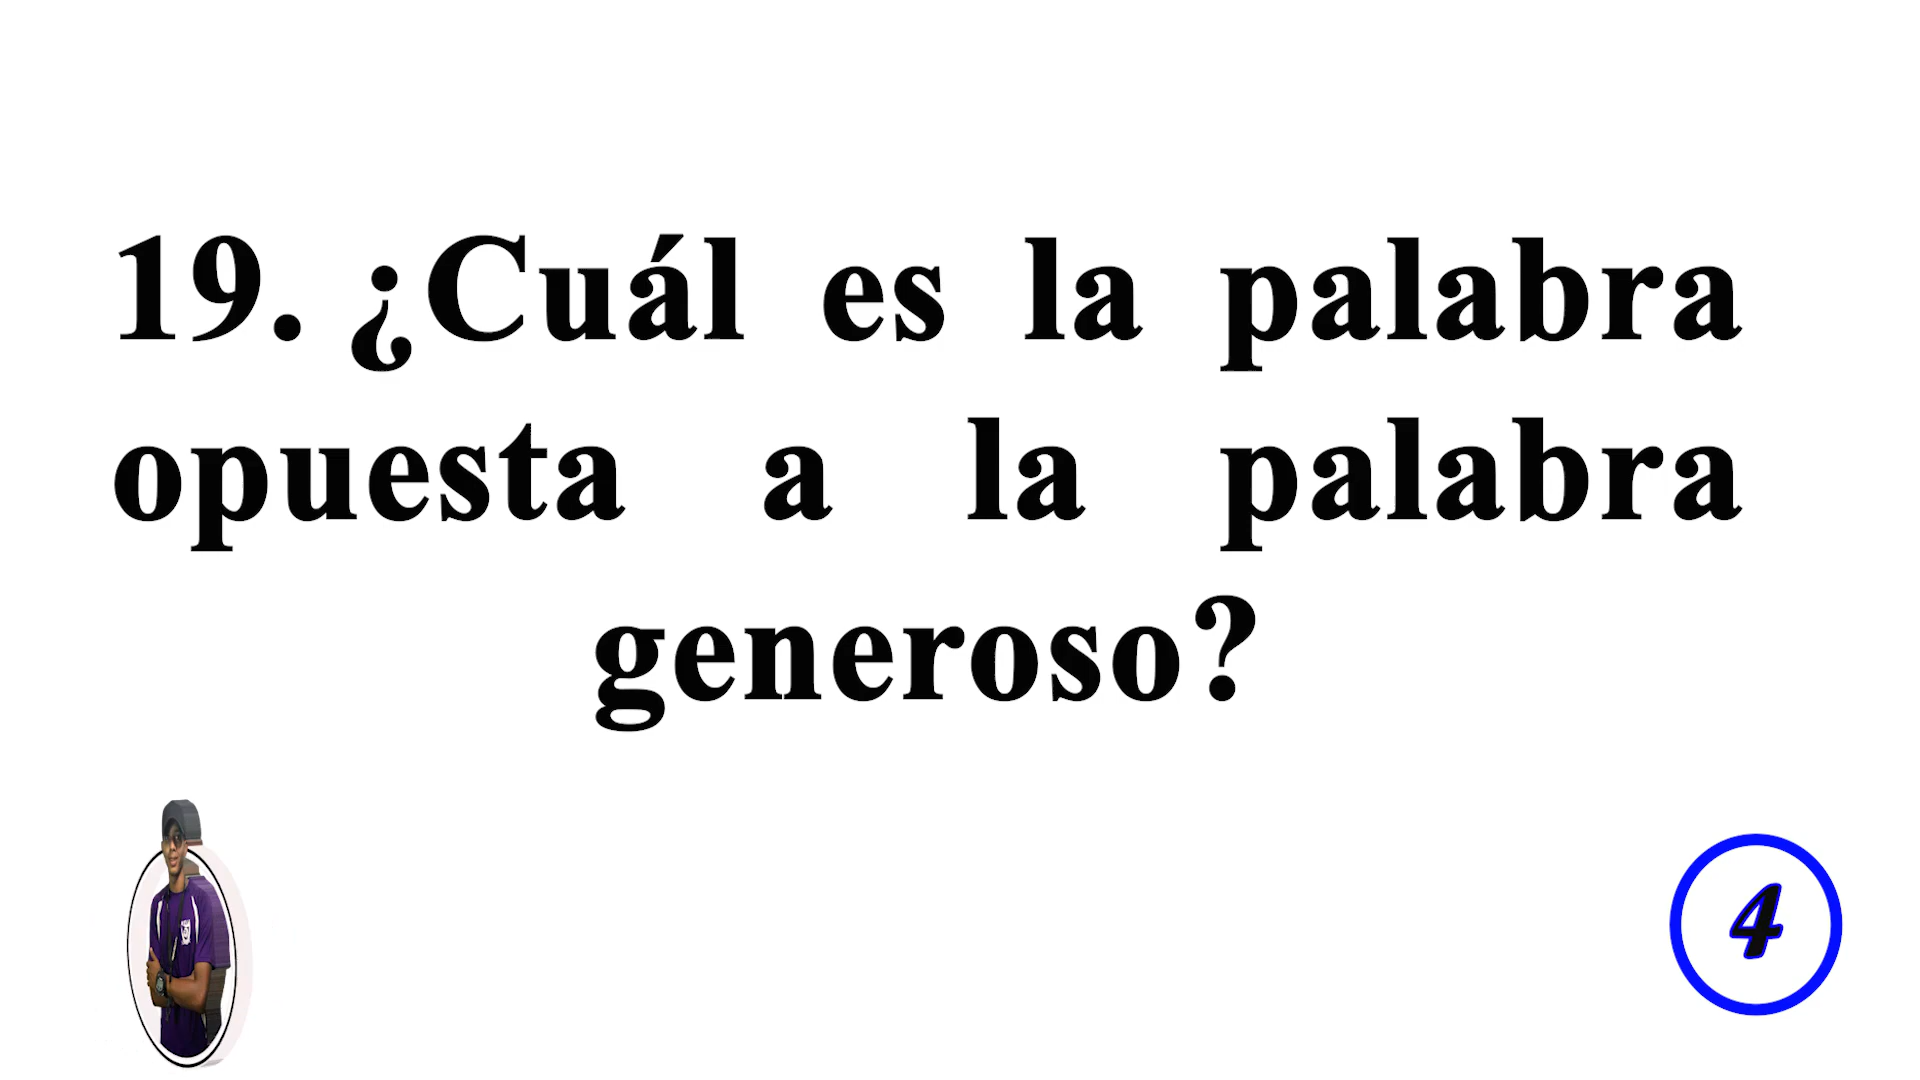 19. ¿Cuál es la palabra
opuesta a la palabra
generoso?
4